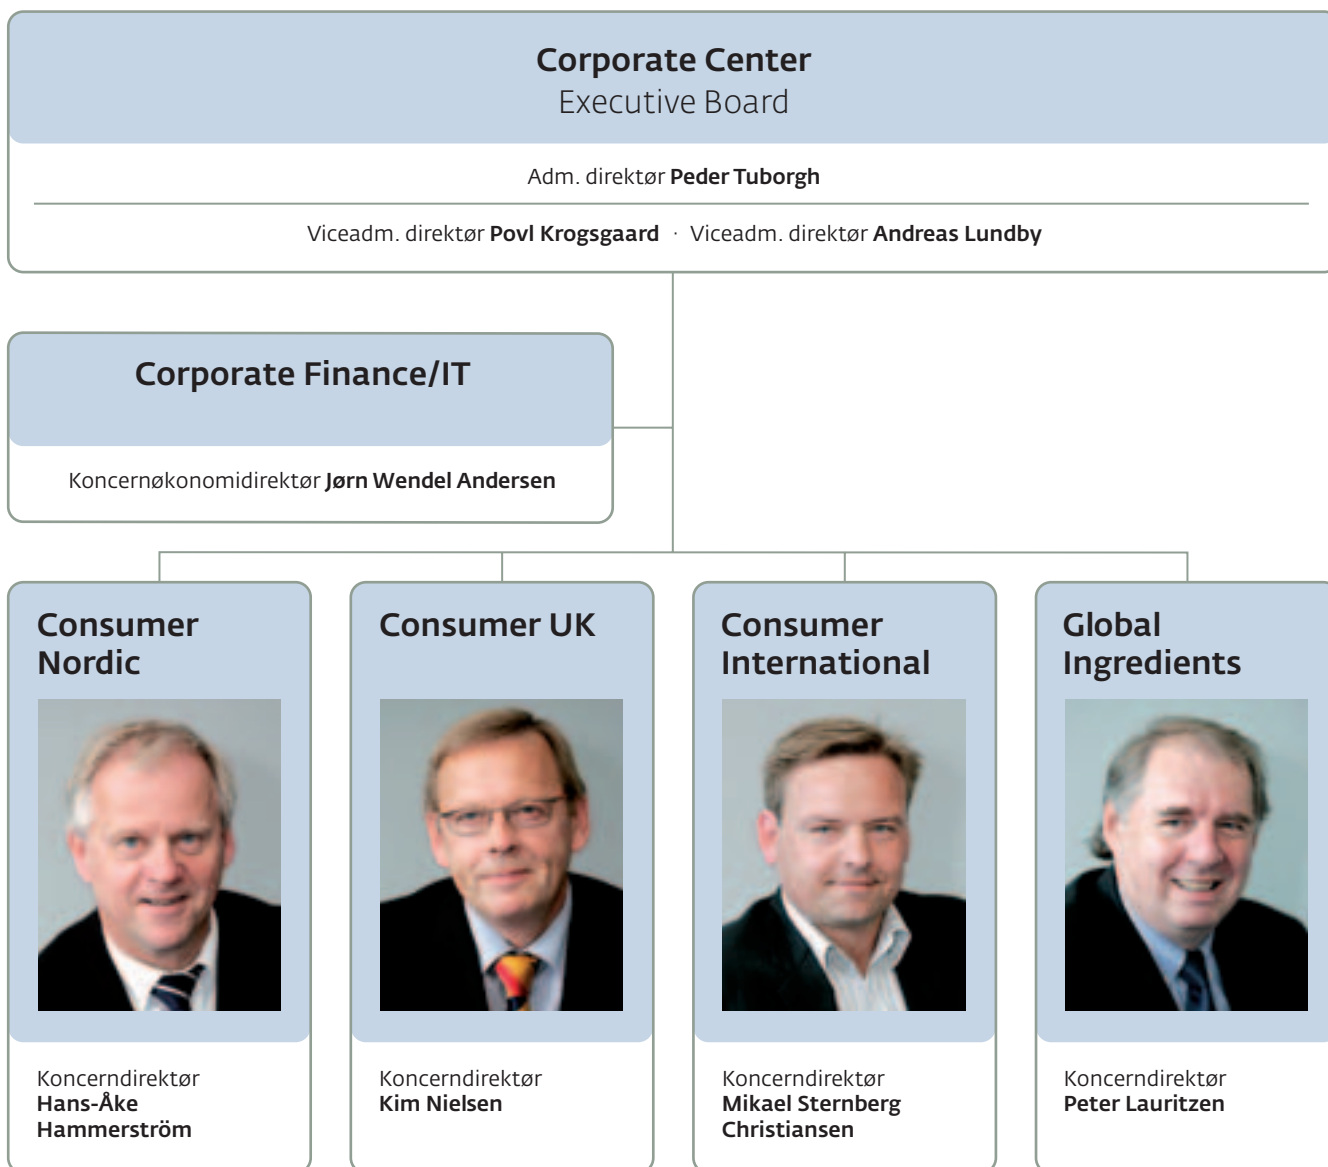 Corporate Center
Executive Board
Adm. direktør Peder Tuborgh
Viceadm. direktør Povl Krogsgaard · Viceadm. direktør Andreas Lundby
Corporate Finance/IT
Koncernøkonomidirektør Jørn Wendel Andersen
Consumer
Nordic
Koncerndirektør
Hans-Åke
Hammerström
Consumer UK
Koncerndirektør
Kim Nielsen
Consumer
International
Koncerndirektør
Mikael Sternberg
Christiansen
Global
Ingredients
Koncerndirektør
Peter Lauritzen